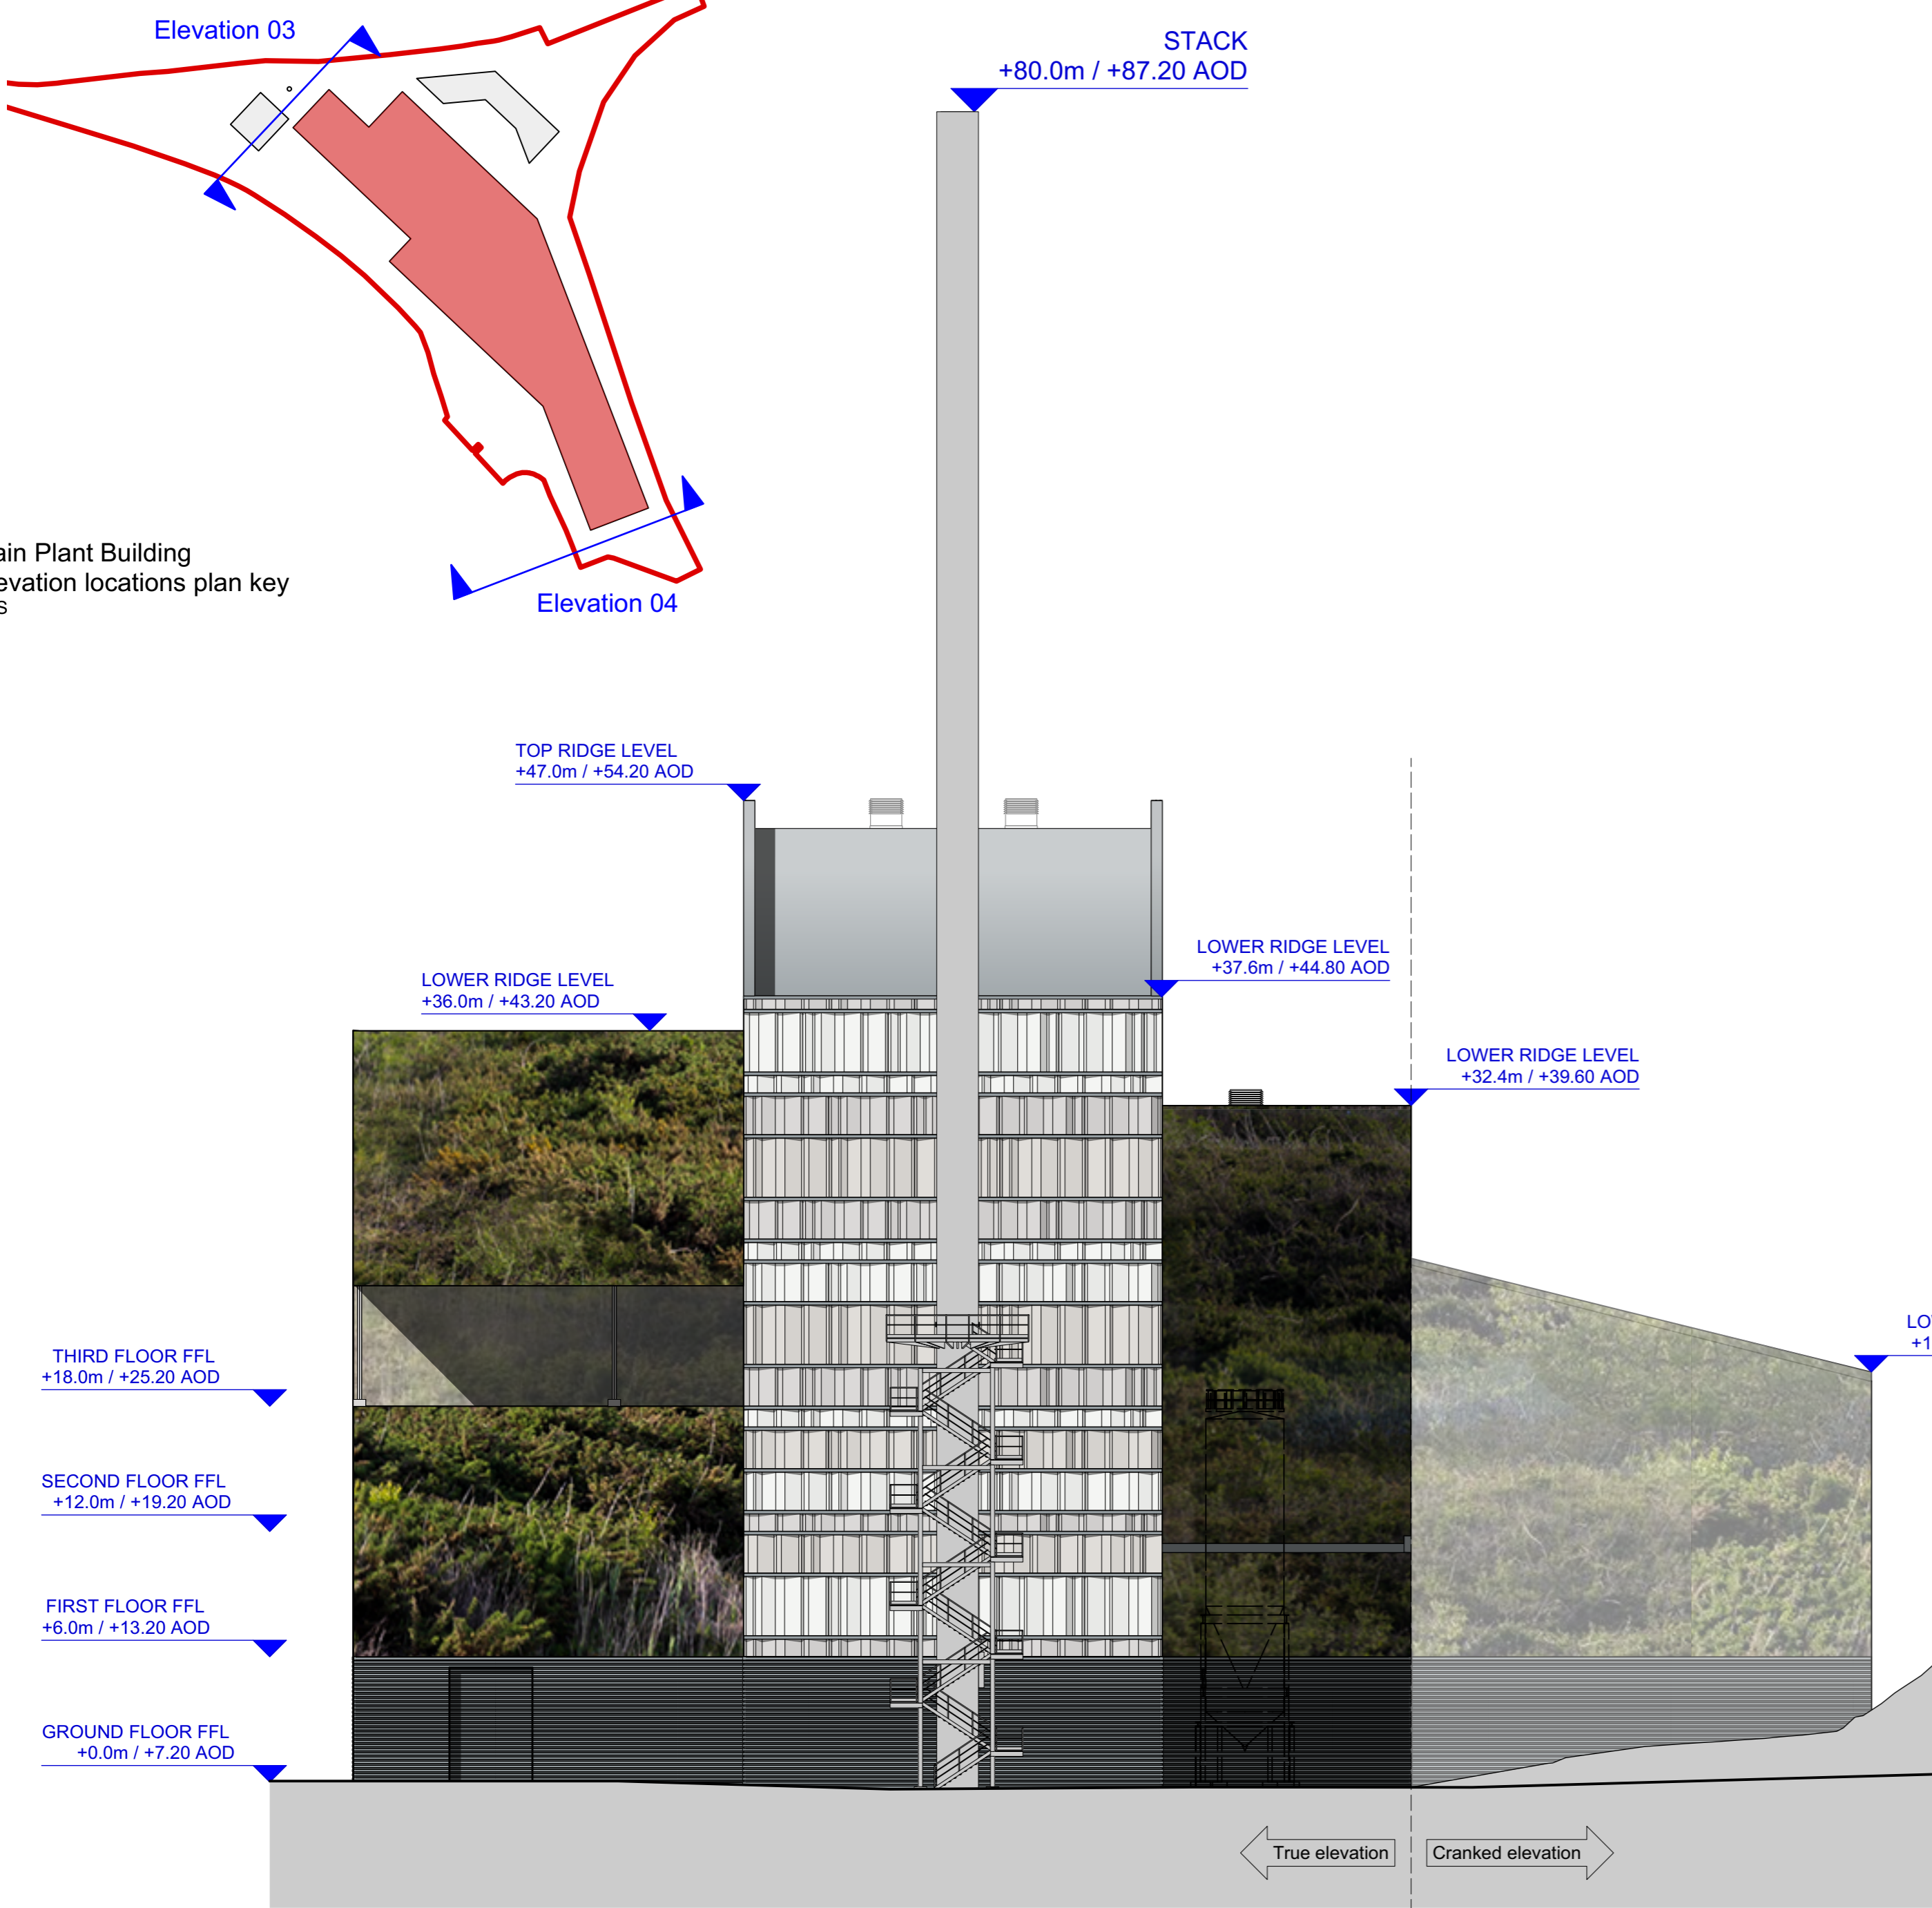 Elevation 03
STACK
+80.0m / +87.20 AOD
ain Plant Building
evation locations plan key
S
Elevation 04
TOP RIDGE LEVEL
+47.0m / +54.20 AOD
LOWER RIDGE LEVEL
+37.6m / +44.80 AOD
LOWER RIDGE LEVEL
+36.0m / +43.20 AOD
LOWER RIDGE LEVEL
+32.4m / +39.60 AOD
LO
+1
THIRD FLOOR FFL
+18.0m / +25.20 AOD
SECOND FLOOR FFL
+12.0m / +19.20 AOD
FIRST FLOOR FFL
+6.0m / +13.20 AOD
GROUND FLOOR FFL
+0.0m / +7.20 AOD
True elevation
Cranked elevation